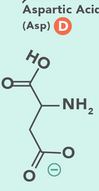 Aspartic Acid
(Asp) D
HO
O
NH2
O
O
⊖